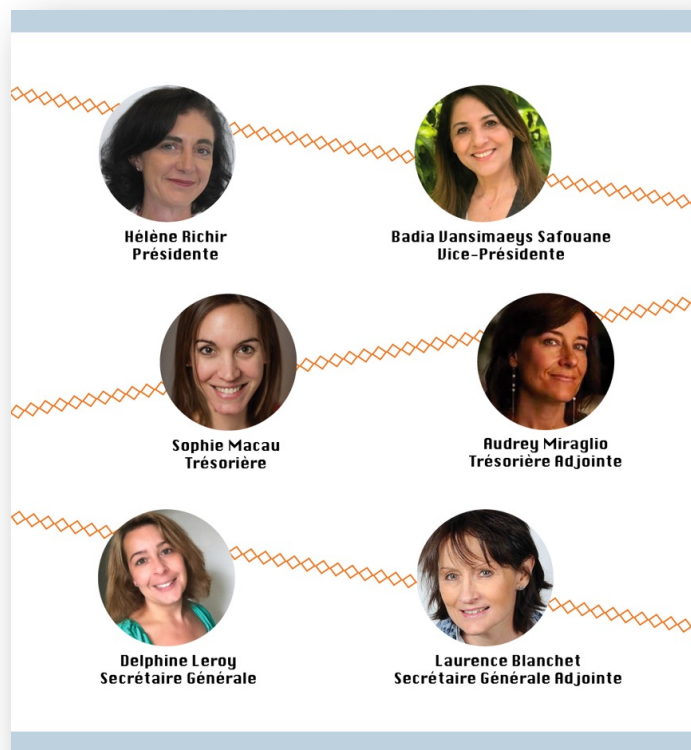 Hélène Richir
Présidente
Badia Vansimaeys Safouane
Vice-Présidente
Sophie Macau
Trésorière
Audrey Miraglio
Trésorière Adjointe
Delphine Leroy
Secrétaire Générale
Laurence Blanchet
Secrétaire Générale Adjointe